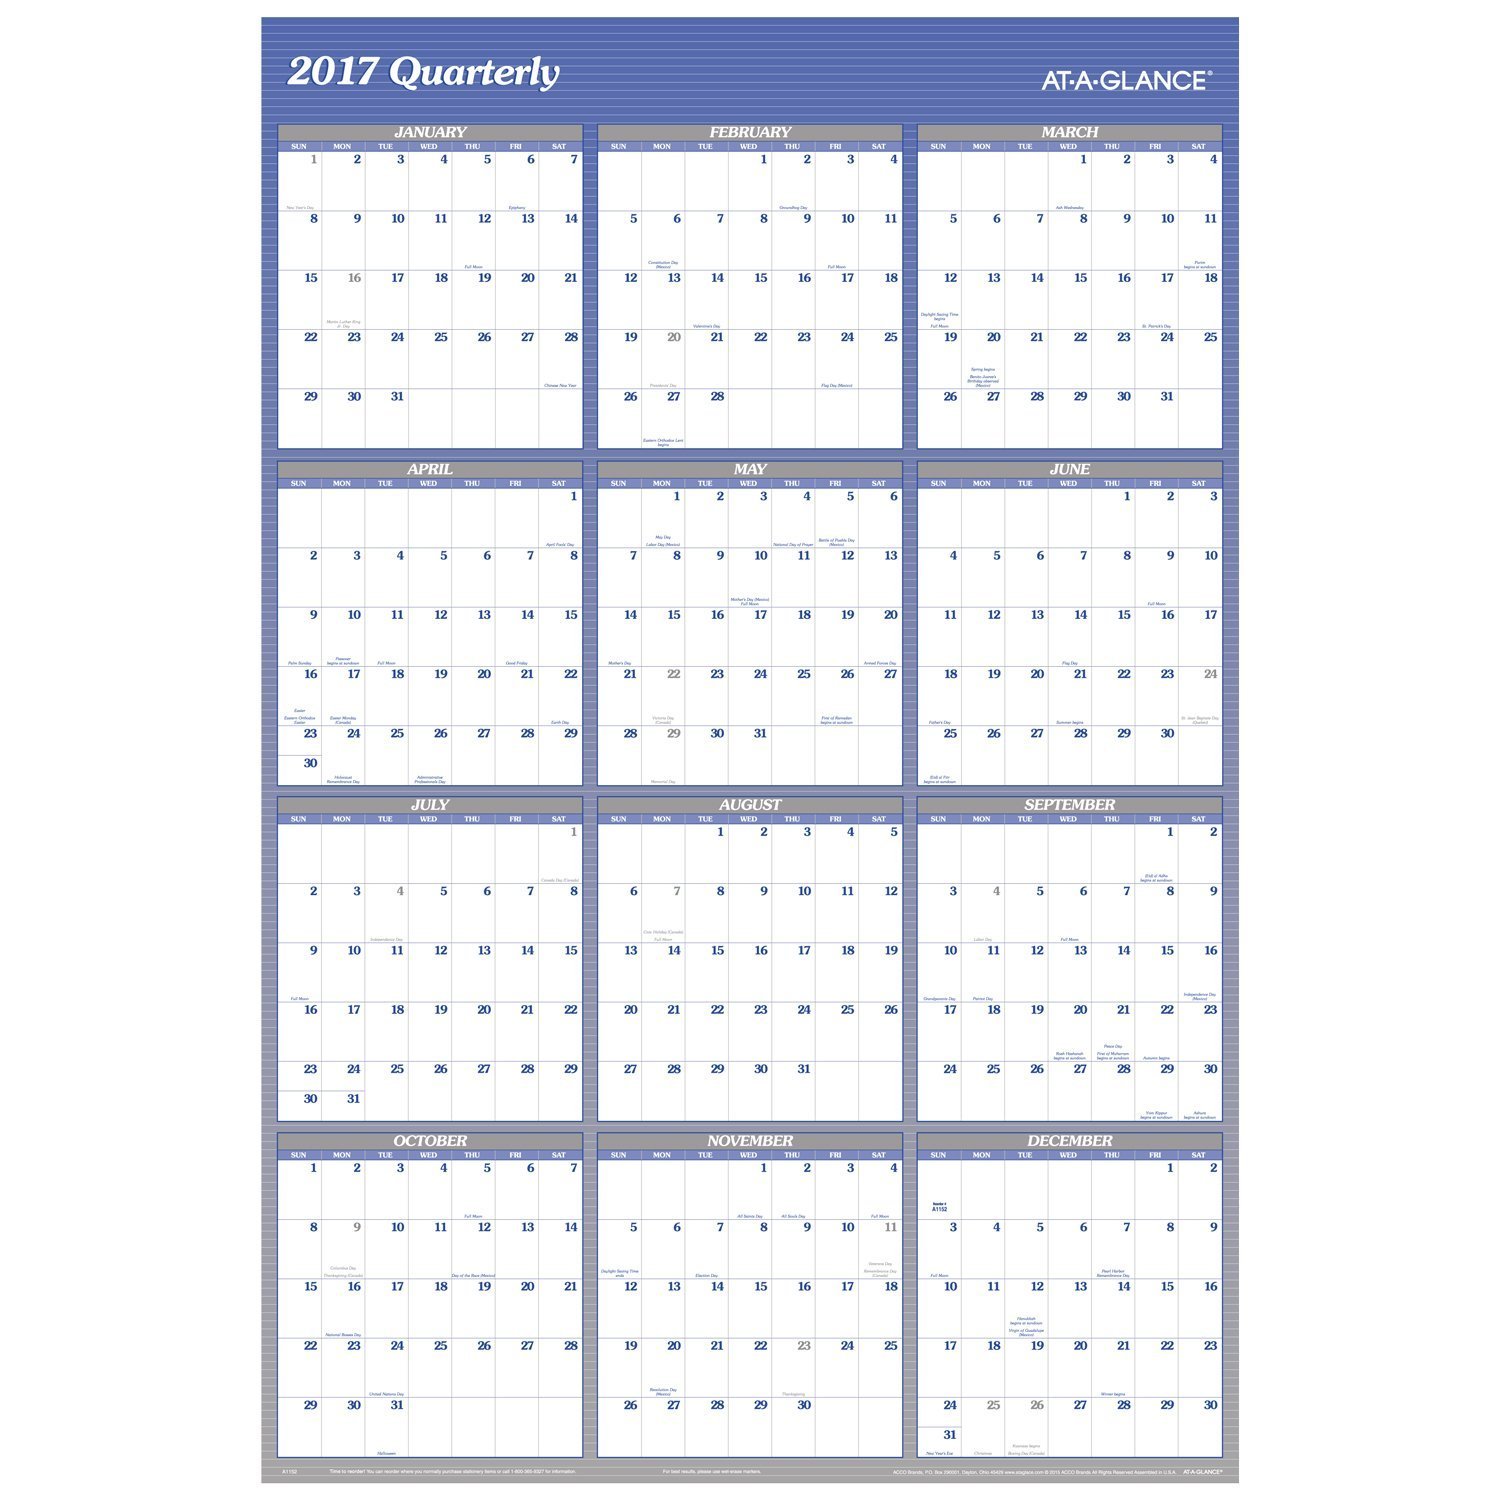 2017 Quarterly
AT-A-GLANCE®
JANUARY
SUN MON TUE WED THU FRI SAT
1 2 3 4 5 6 7
New Year's Day Epiphany
8 9 10 11 12 13 14
Full Moon
15 16 17 18 19 20 21
Martin Luther King
Jr. Day
22 23 24 25 26 27 28
Chinese New Year
29 30 31
FEBRUARY
SUN MON TUE WED THU FRI SAT
1 2 3 4
Groundhog Day
5 6 7 8 9 10 11
Constitution Day
(Mexico)
Full Moon
12 13 14 15 16 17 18
Valentine's Day
19 20 21 22 23 24 25
Presidents' Day Flag Day (Mexico)
26 27 28
Eastern Orthodox Lent
begins
MARCH
SUN MON TUE WED THU FRI SAT
1 2 3 4
Ash Wednesday
5 6 7 8 9 10 11
Purim
begins at sundown
12 13 14 15 16 17 18
Daylight Saving Time
begins
Full Moon St. Patrick's Day
19 20 21 22 23 24 25
Spring begins
Benito Juarez's
Birthday observed
(Mexico)
26 27 28 29 30 31
APRIL
SUN MON TUE WED THU FRI SAT
1
April Fools' Day
2 3 4 5 6 7 8
9 10 11 12 13 14 15
Palm Sunday
Passover
begins at sundown
Full Moon Good Friday
16 17 18 19 20 21 22
Easter
Eastern Orthodox
Easter
Easter Monday
(Canada)
Earth Day
23 24 25 26 27 28 29
30
Holocaust
Remembrance Day
Administrative
Professionals Day
MAY
SUN MON TUE WED THU FRI SAT
1 2 3 4 5 6
May Day
Labor Day (Mexico)
National Day of Prayer
Battle of Puebla Day
(Mexico)
7 8 9 10 11 12 13
Mother's Day (Mexico)
Full Moon
14 15 16 17 18 19 20
Mother's Day Armed Forces Day
21 22 23 24 25 26 27
Victoria Day
(Canada)
First of Ramadan
begins at sundown
28 29 30 31
Memorial Day
JUNE
SUN MON TUE WED THU FRI SAT
1 2 3
4 5 6 7 8 9 10
Full Moon
11 12 13 14 15 16 17
Flag Day
18 19 20 21 22 23 24
Father's Day Summer begins
St. Jean Baptiste Day
(Quebec)
25 26 27 28 29 30
(Eid) al Fitr
begins at sundown
JULY
SUN MON TUE WED THU FRI SAT
1
Canada Day (Canada)
2 3 4 5 6 7 8
Independence Day
9 10 11 12 13 14 15
Full Moon
16 17 18 19 20 21 22
23 24 25 26 27 28 29
30 31
AUGUST
SUN MON TUE WED THU FRI SAT
1 2 3 4 5
6 7 8 9 10 11 12
Civic Holiday (Canada)
Full Moon
13 14 15 16 17 18 19
20 21 22 23 24 25 26
27 28 29 30 31
SEPTEMBER
SUN MON TUE WED THU FRI SAT
1 2
(Eid) al Adha
begins at sundown
3 4 5 6 7 8 9
Labor Day Full Moon
10 11 12 13 14 15 16
Grandparents Day Patriot Day
Independence Day
(Mexico)
17 18 19 20 21 22 23
Rosh Hashanah
begins at sundown
Peace Day
First of Muharram
begins at sundown
Autumn begins
24 25 26 27 28 29 30
Yom Kippur
begins at sundown
Ashura
begins at sundown
OCTOBER
SUN MON TUE WED THU FRI SAT
1 2 3 4 5 6 7
Full Moon
8 9 10 11 12 13 14
Columbus Day
Thanksgiving (Canada)
Day of the Race (Mexico)
15 16 17 18 19 20 21
National Bosses Day
22 23 24 25 26 27 28
United Nations Day
29 30 31
Halloween
NOVEMBER
SUN MON TUE WED THU FRI SAT
1 2 3 4
All Saints Day All Souls Day Full Moon
5 6 7 8 9 10 11
Daylight Saving Time
ends
Election Day
Veterans Day
Remembrance Day
(Canada)
12 13 14 15 16 17 18
19 20 21 22 23 24 25
Revolution Day
(Mexico)
Thanksgiving
26 27 28 29 30
DECEMBER
SUN MON TUE WED THU FRI SAT
1 2
Reorder #
A1152
3 4 5 6 7 8 9
Full Moon
Pearl Harbor
Remembrance Day
10 11 12 13 14 15 16
Hanukkah
begins at sundown
Virgin of Guadalupe
(Mexico)
17 18 19 20 21 22 23
Winter begins
24 25 26 27 28 29 30
31
New Year's Eve Christmas
Kwanzaa begins
Boxing Day (Canada)
A1152
Time to reorder! You can reorder where you normally purchase stationery items or call 1-800-365-9327 for information.
For best results, please use wet-erase markers.
ACCO Brands, P.O. Box 290001, Dayton, Ohio 45429 www.ataglance.com © 2015 ACCO Brands All Rights Reserved Assembled in U.S.A. AT-A-GLANCE®